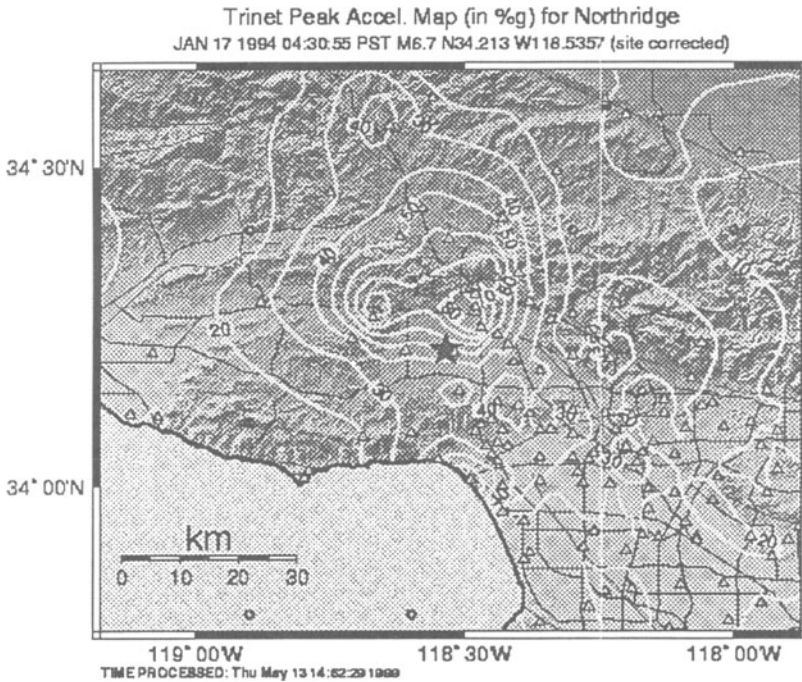 Trinet Peak Accel. Map (in %g) for Northridge
JAN 17 1994 04:30:55 PST M6.7 N34.213 W118.5357 (site corrected)
34° 30'N
34° 00'N
20
40
40
20
km
0 10 20 30
119° 00'W 118° 30'W 118° 00'W
TIME PROCESSED: Thu May 13 14:52:29 1999